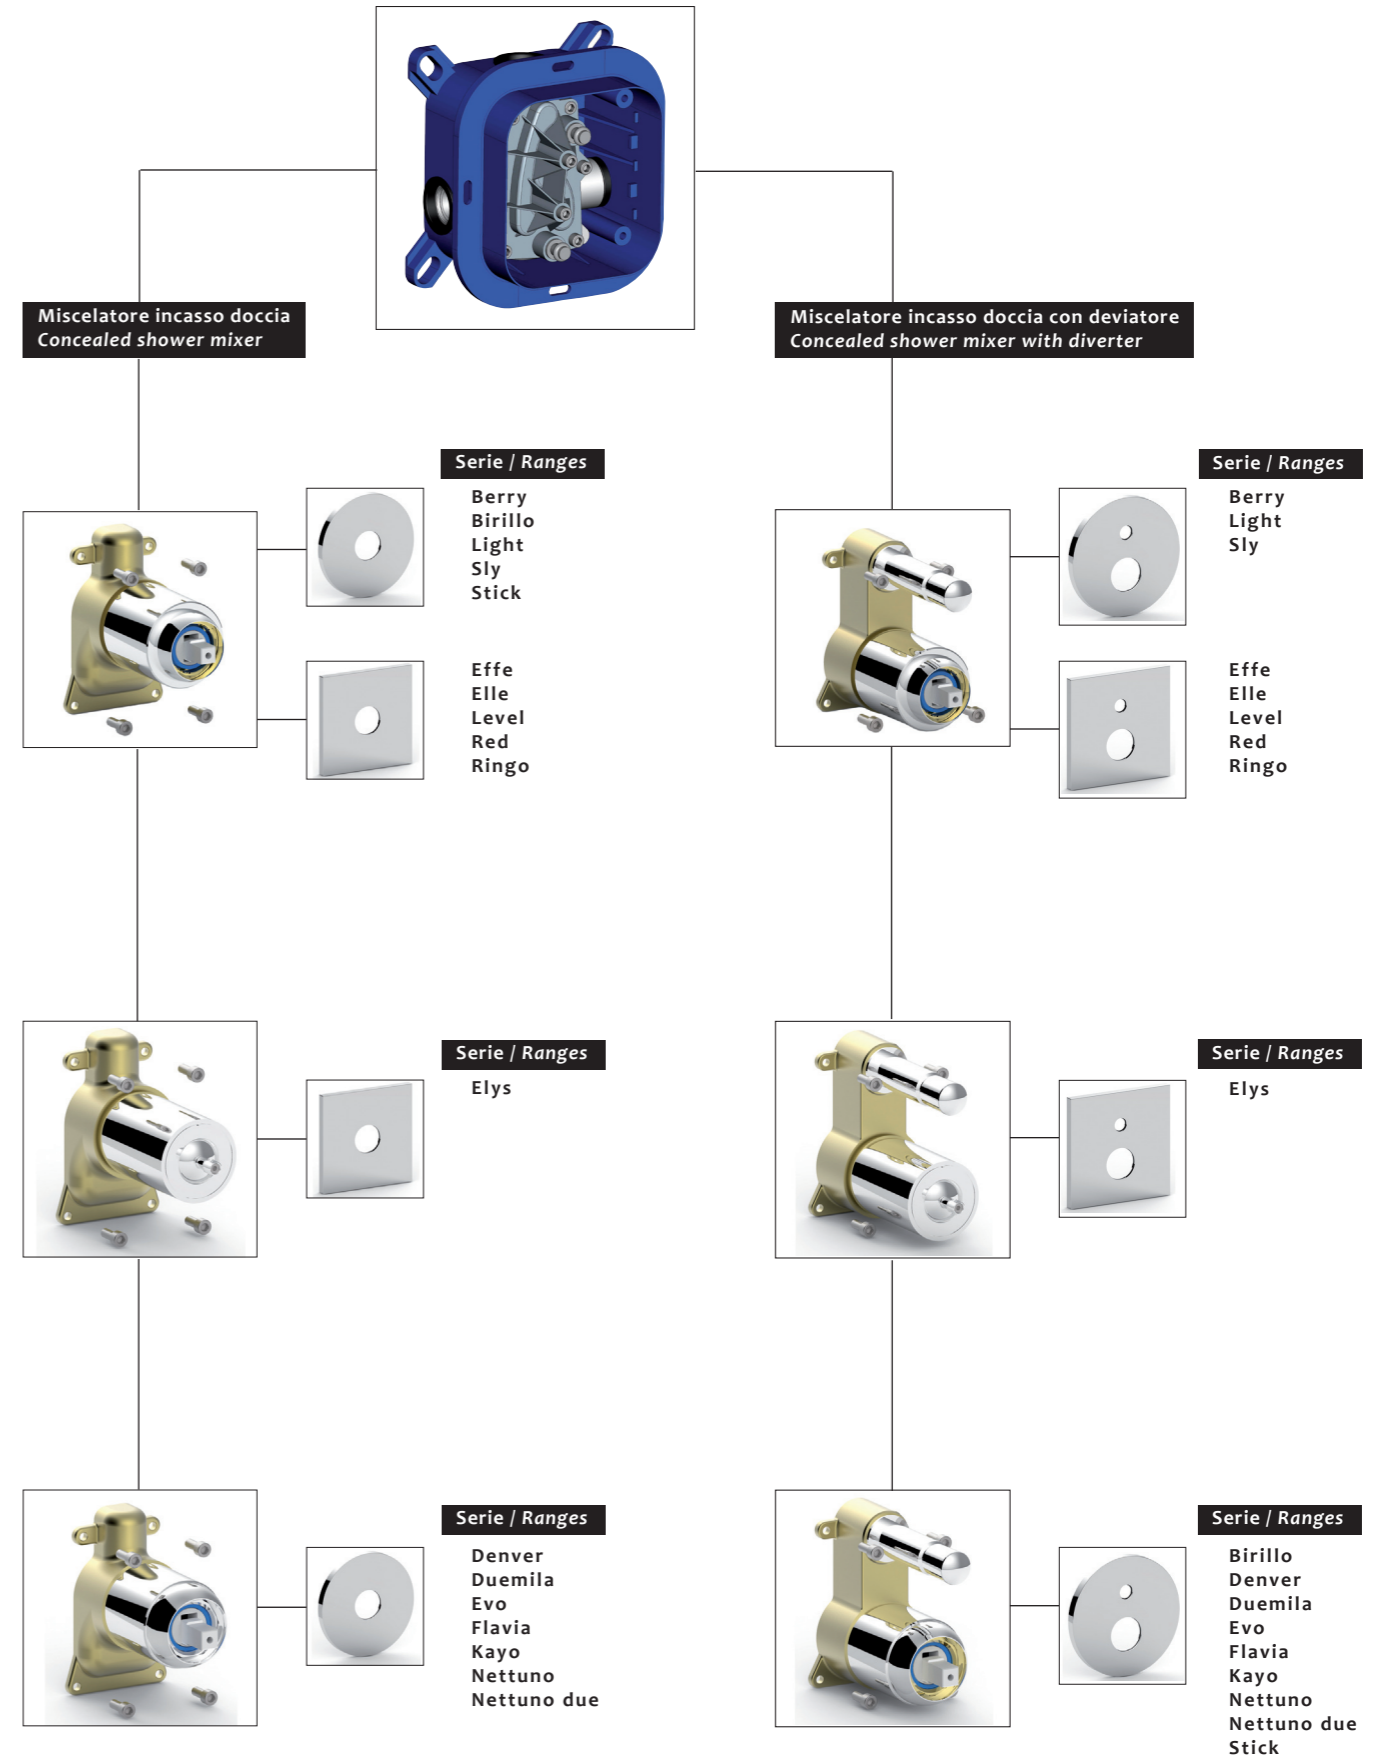 Miscelatore incasso doccia
Concealed shower mixer
Miscelatore incasso doccia con deviatore
Concealed shower mixer with diverter
Serie / Ranges
Berry
Birillo
Light
Sly
Stick
Effe
Elle
Level
Red
Ringo
Serie / Ranges
Berry
Light
Sly
Effe
Elle
Level
Red
Ringo
Serie / Ranges
Elys
Serie / Ranges
Elys
Serie / Ranges
Denver
Duemila
Evo
Flavia
Kayo
Nettuno
Nettuno due
Serie / Ranges
Birillo
Denver
Duemila
Evo
Flavia
Kayo
Nettuno
Nettuno due
Stick